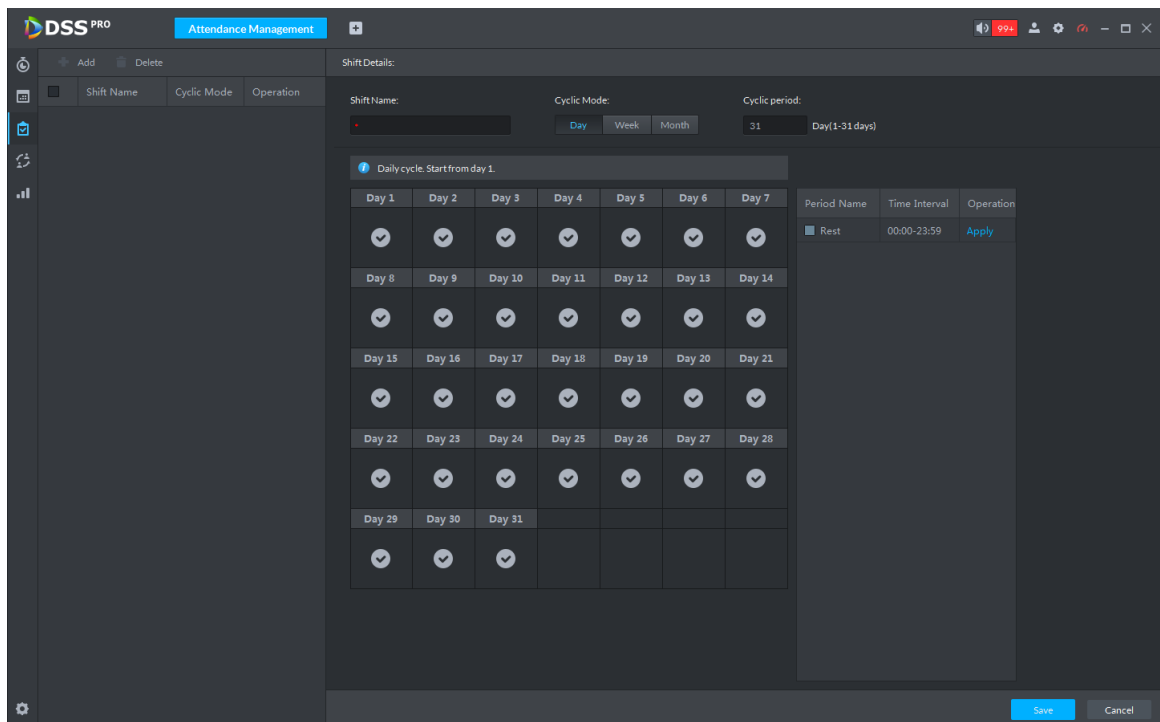 DSS PRO Attendance Management 99+
Add Delete
Shift Name Cyclic Mode Operation
Shift Details:
Shift Name: Cyclic Mode: Cyclic period:
* Day Week Month 31 Day(1-31 days)
Daily cycle. Start from day 1.
Day 1 Day 2 Day 3 Day 4 Day 5 Day 6 Day 7
Day 8 Day 9 Day 10 Day 11 Day 12 Day 13 Day 14
Day 15 Day 16 Day 17 Day 18 Day 19 Day 20 Day 21
Day 22 Day 23 Day 24 Day 25 Day 26 Day 27 Day 28
Day 29 Day 30 Day 31
Period Name Time Interval Operation
Rest 00:00-23:59 Apply
Save Cancel